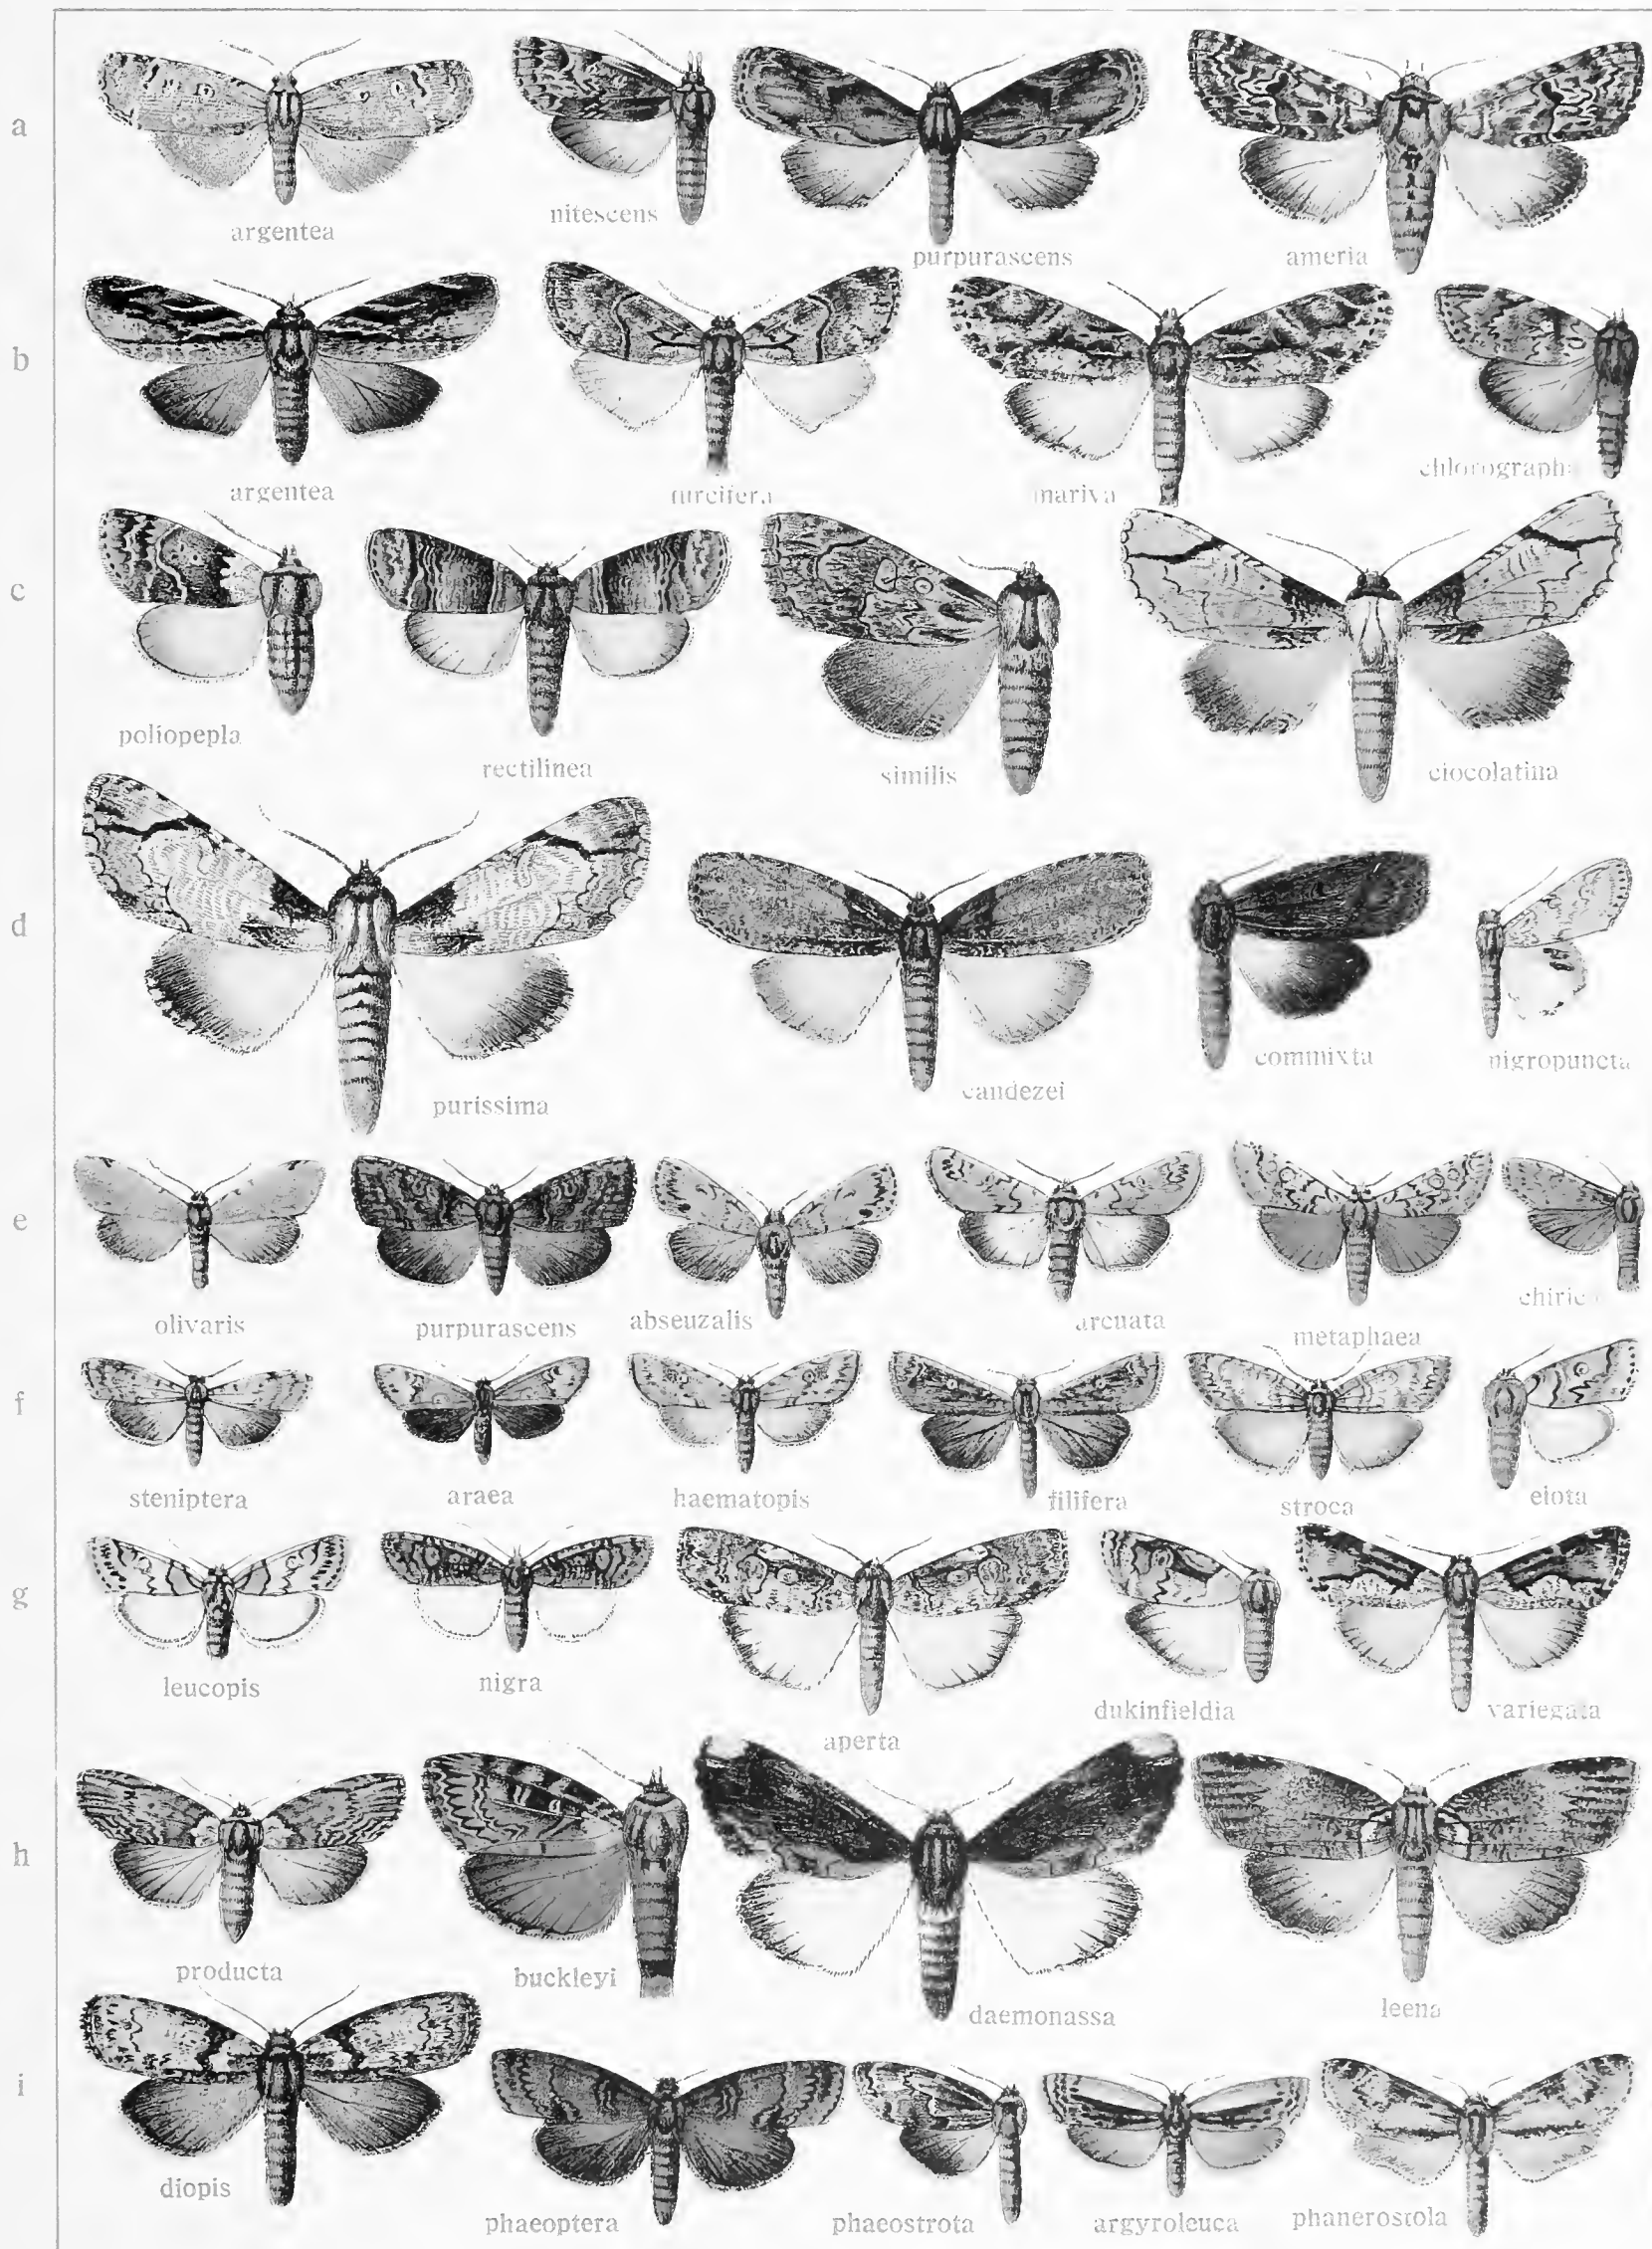 a
argentea
nitescens
purpurascens
ameria
b
argentea
furcifera
mariva
c
poliopepla
rectilinea
similis
ciocolatina
d
purissima
candezei
commixta
nigropuncta
e
olivaris
purpurascens
abseuzalis
arcuata
metaphaea
f
steniptera
araea
haematopis
filifera
stroca
eiota
g
leucopis
nigra
aperta
dukinfieldia
variegata
h
producta
buckleyi
daemonassa
leena
i
diopis
phaeoptera
phaeostrota
argyroleuca
phanerostola